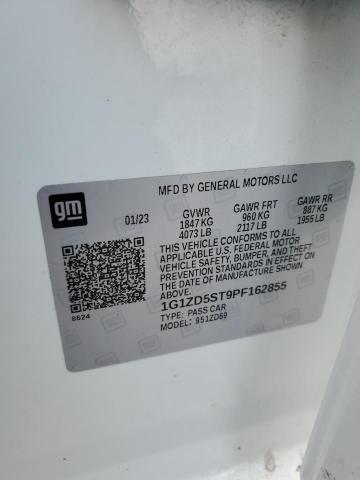 MFD BY GENERAL MOTORS LLC
gm
01/23
GVWR GAWR FRT GAWR RR
1847 KG 960 KG 887 KG
4073 LB 2117 LB 1955 LB
THIS VEHICLE CONFORMS TO ALL
APPLICABLE U.S. FEDERAL MOTOR
VEHICLE SAFETY, BUMPER, AND THEFT
PREVENTION STANDARDS IN EFFECT ON
THE DATE OF MANUFACTURE SHOWN
ABOVE.
1G1ZD5ST9PF162855
TYPE: PASS CAR
MODEL: 9512D69
8624